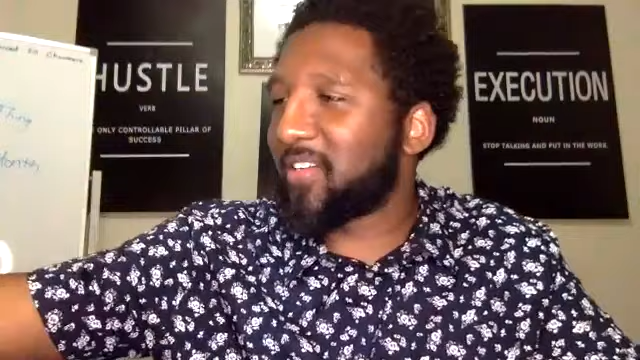 HUSTLE
VERB
ONLY CONTROLLABLE PILLAR OF
SUCCESS
EXECUTION
NOUN
STOP TALKING AND PUT IN THE WORK.